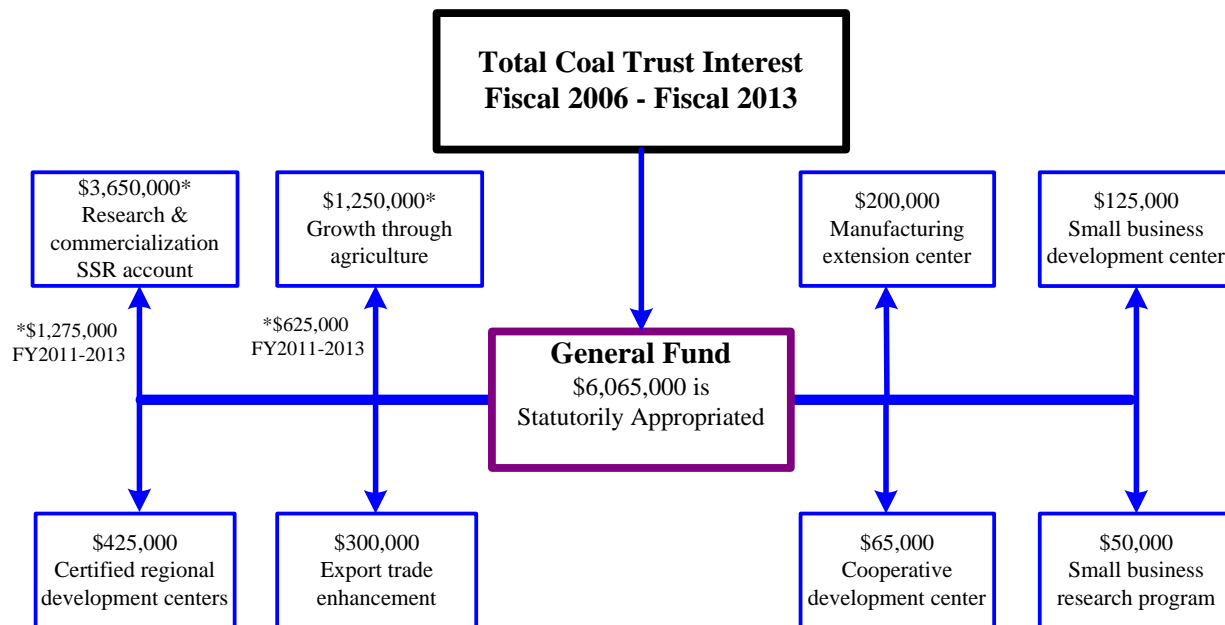 Total Coal Trust Interest
Fiscal 2006 - Fiscal 2013
$3,650,000*
Research &
commercialization
SSR account
$1,250,000*
Growth through
agriculture
$200,000
Manufacturing
extension center
$125,000
Small business
development center
*$1,275,000
FY2011-2013
*$625,000
FY2011-2013
General Fund
$6,065,000 is
Statutorily Appropriated
$425,000
Certified regional
development centers
$300,000
Export trade
enhancement
$65,000
Cooperative
development center
$50,000
Small business
research program